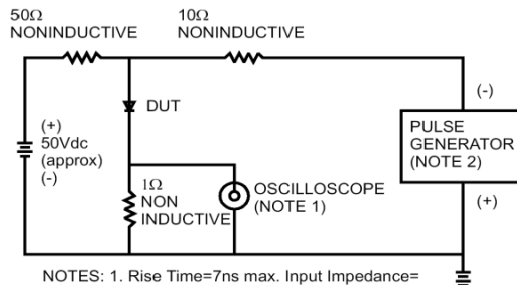 50Ω
NONINDUCTIVE
10Ω
NONINDUCTIVE
DUT
(+)
50Vdc
(approx)
(-)
1Ω
NON
INDUCTIVE
OSCILLOSCOPE
(NOTE 1)
(-)
PULSE
GENERATOR
(NOTE 2)
(+)
NOTES: 1. Rise Time=7ns max. Input Impedance=